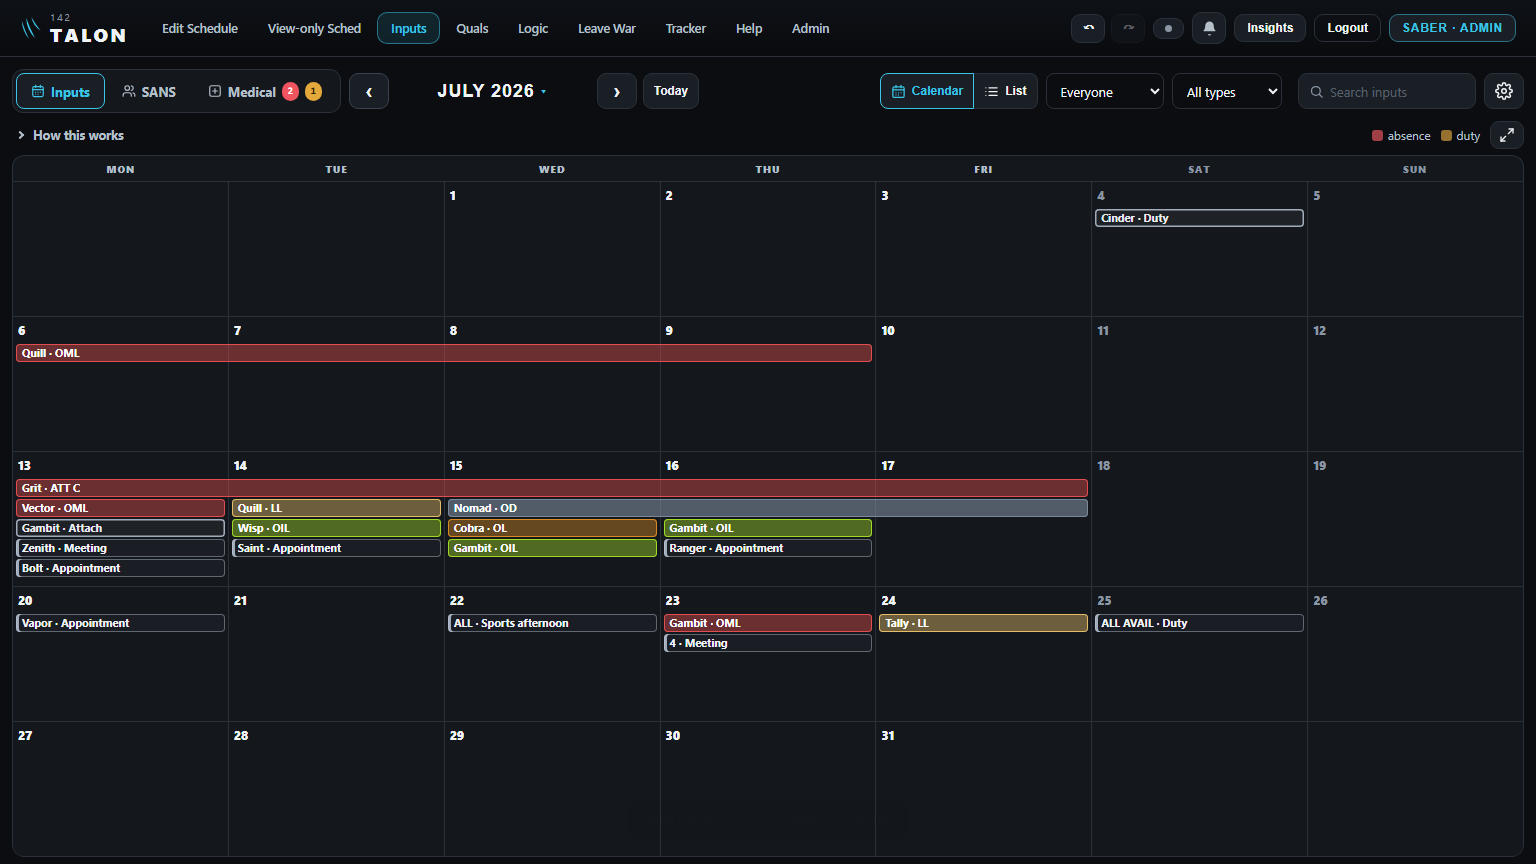 142
TALON
Edit Schedule
View-only Sched
Inputs
Quals
Logic
Leave War
Tracker
Help
Admin
Insights
Logout
SABER · ADMIN
Inputs
SANS
Medical 2 1
JULY 2026
Today
Calendar
List
Everyone
All types
Search inputs
How this works
absence
duty
MON TUE WED THU FRI SAT SUN
1 2 3 4 5
Cinder · Duty
6 7 8 9 10 11 12
Quill · OML
13 14 15 16 17 18 19
Grit · ATT C
Vector · OML
Quill · LL
Nomad · OD
Gambit · Attach
Wisp · OIL
Cobra · OL
Gambit · OIL
Zenith · Meeting
Saint · Appointment
Gambit · OIL
Ranger · Appointment
Bolt · Appointment
20 21 22 23 24 25 26
Vapor · Appointment
ALL · Sports afternoon
Gambit · OML
Tally · LL
ALL AVAIL · Duty
4 · Meeting
27 28 29 30 31